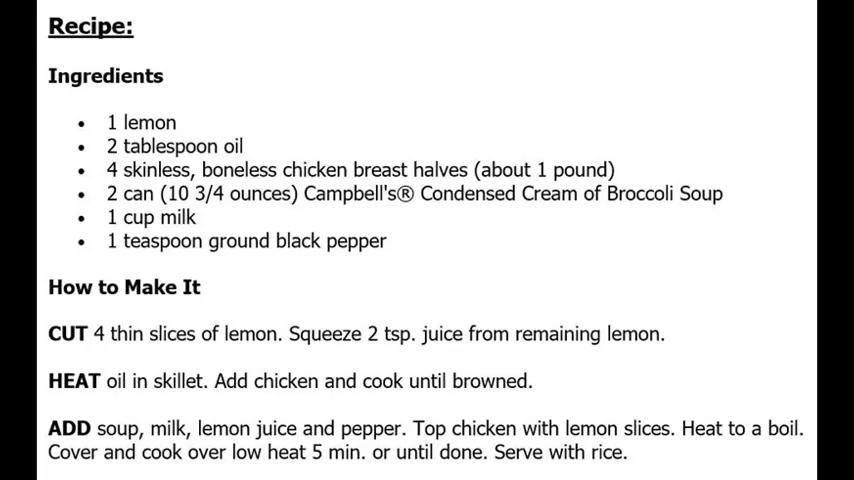 Recipe:
Ingredients
• 1 lemon
• 2 tablespoon oil
• 4 skinless, boneless chicken breast halves (about 1 pound)
• 2 can (10 3/4 ounces) Campbell's® Condensed Cream of Broccoli Soup
• 1 cup milk
• 1 teaspoon ground black pepper
How to Make It
CUT 4 thin slices of lemon. Squeeze 2 tsp. juice from remaining lemon.
HEAT oil in skillet. Add chicken and cook until browned.
ADD soup, milk, lemon juice and pepper. Top chicken with lemon slices. Heat to a boil.
Cover and cook over low heat 5 min. or until done. Serve with rice.